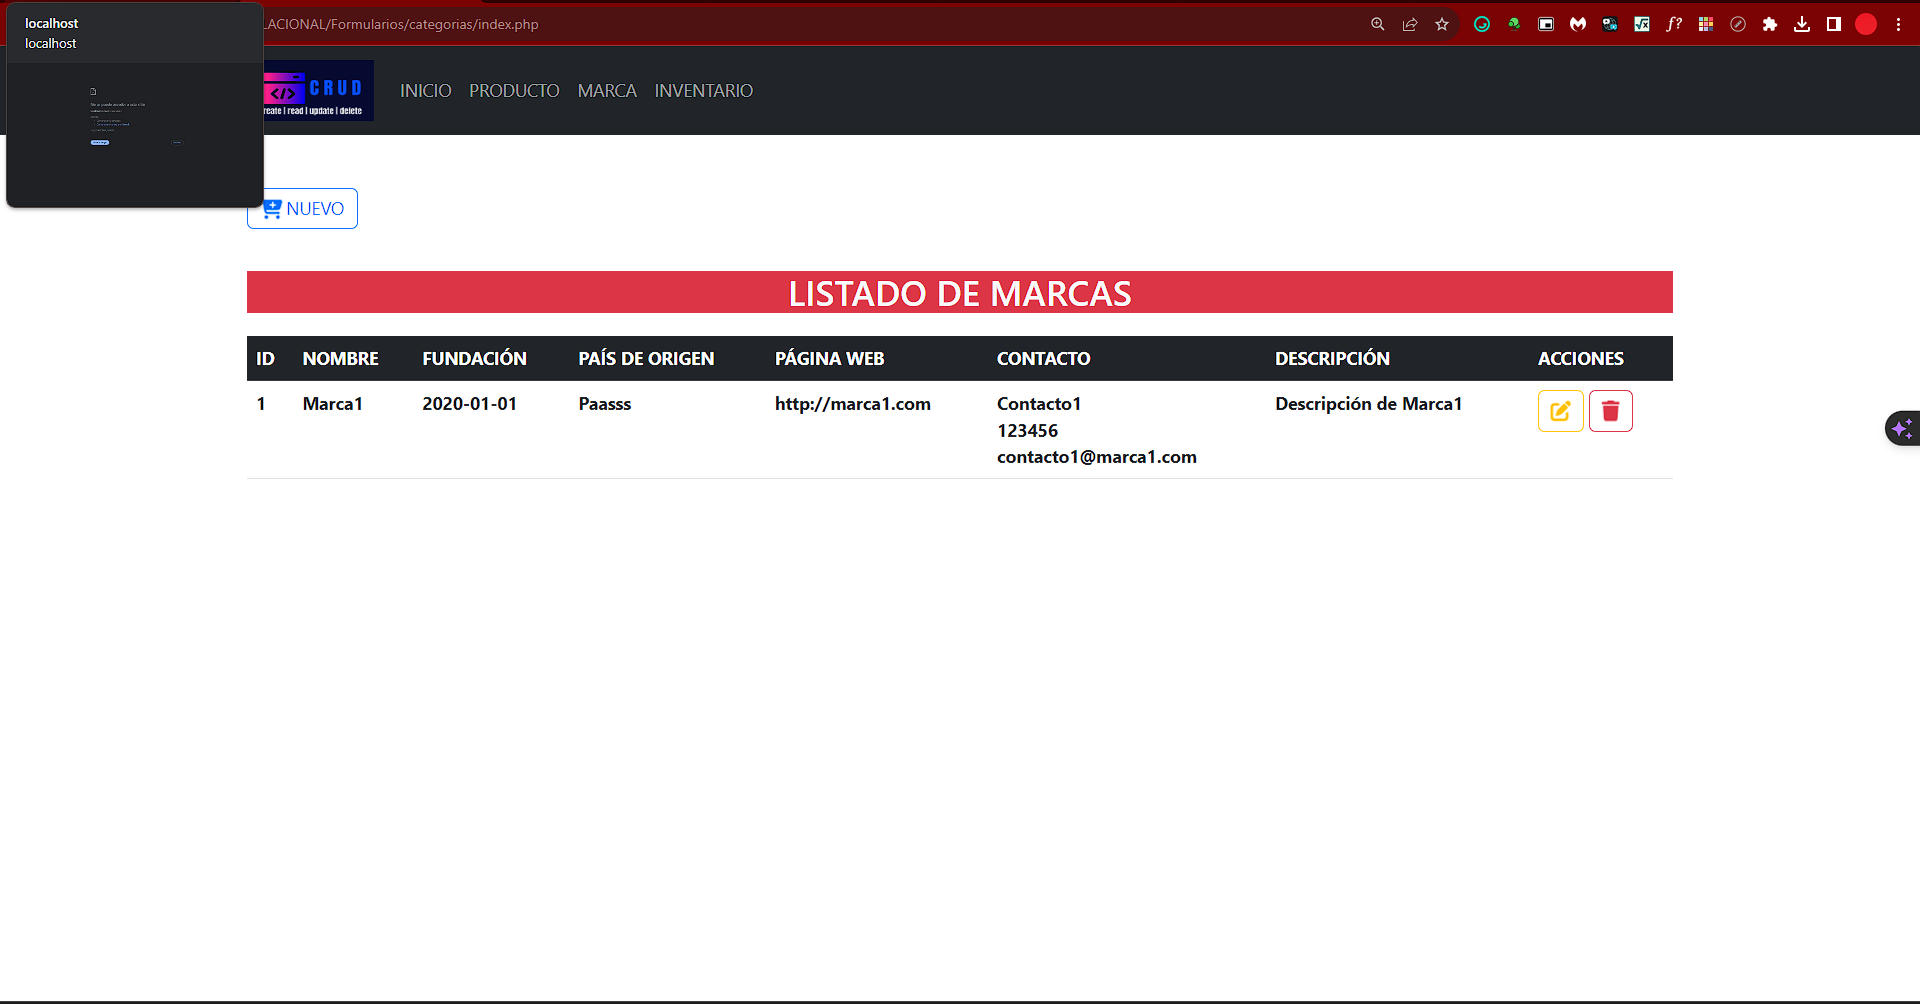 localhost
localhost
LACIONAL/Formularios/categorias/index.php
CRUD
reate | read | update | delete
INICIO PRODUCTO MARCA INVENTARIO
NUEVO
LISTADO DE MARCAS
ID NOMBRE FUNDACIÓN PAÍS DE ORIGEN PÁGINA WEB CONTACTO DESCRIPCIÓN ACCIONES
1 Marca1 2020-01-01 Paasss http://marca1.com Contacto1 Descripción de Marca1
123456
contacto1@marca1.com